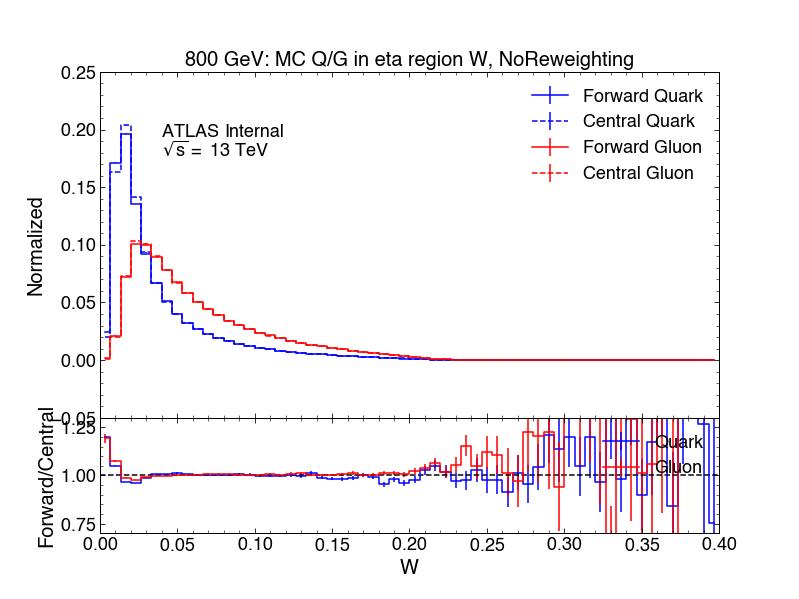 800 GeV: MC Q/G in eta region W, NoReweighting
0.25
0.20
0.15
0.10
0.05
0.00
0.05
Normalized
ATLAS Internal
√s = 13 TeV
Forward Quark
Central Quark
Forward Gluon
Central Gluon
1.25
1.00
0.75
Forward/Central
Quark
Gluon
0.00 0.05 0.10 0.15 0.20 0.25 0.30 0.35 0.40
W